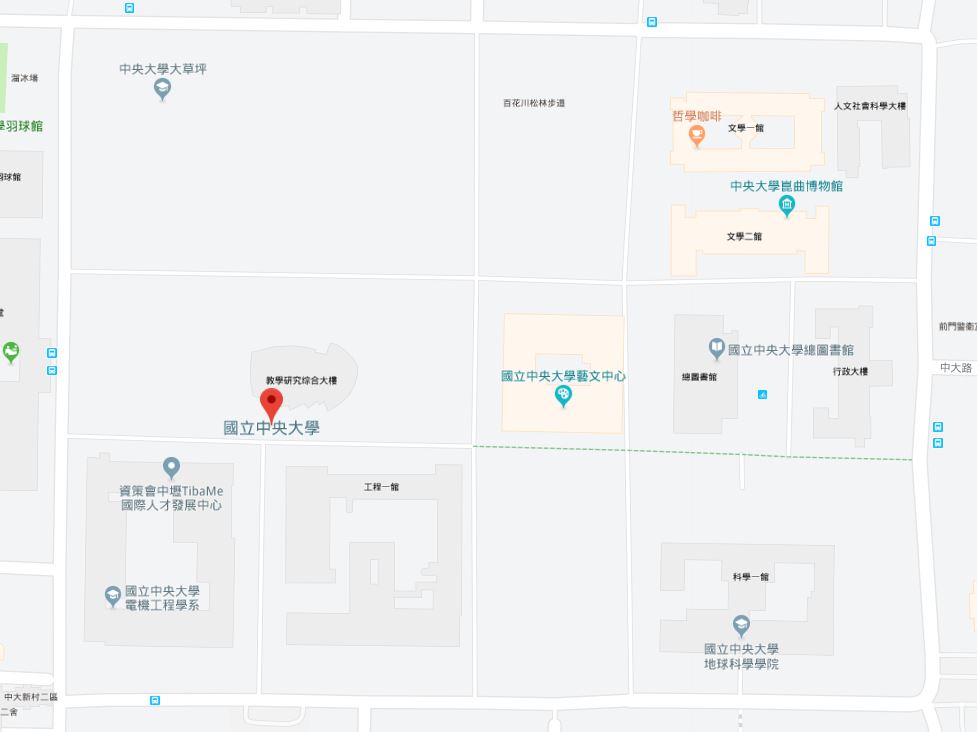 中央大學大草坪
溜冰場
百花川松林步道
人文社會科學大樓
哲學咖啡
文學一館
學羽球館
羽球館
中央大學崑曲博物館
文學二館
前門警衛
中大路
國立中央大學總圖書館
總圖書館
行政大樓
國立中央大學藝文中心
教學研究綜合大樓
國立中央大學
資策會中壢TibaMe
國際人才發展中心
工程一館
科學一館
國立中央大學
電機工程學系
國立中央大學
地球科學學院
中大新村二區
二舍